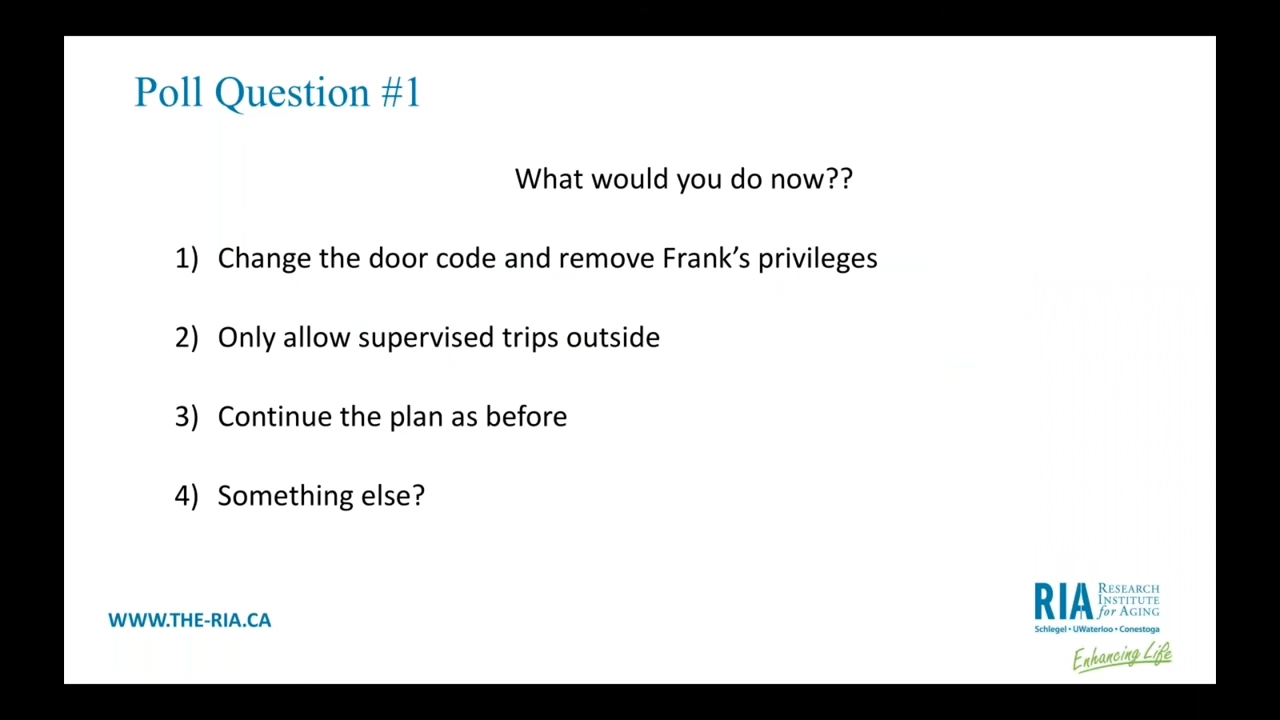 Poll Question #1
What would you do now??
1) Change the door code and remove Frank’s privileges
2) Only allow supervised trips outside
3) Continue the plan as before
4) Something else?
WWW.THE-RIA.CA
RIA RESEARCH
INSTITUTE
for AGING
Schlegel • UWaterloo • Conestoga
Enhancing Life